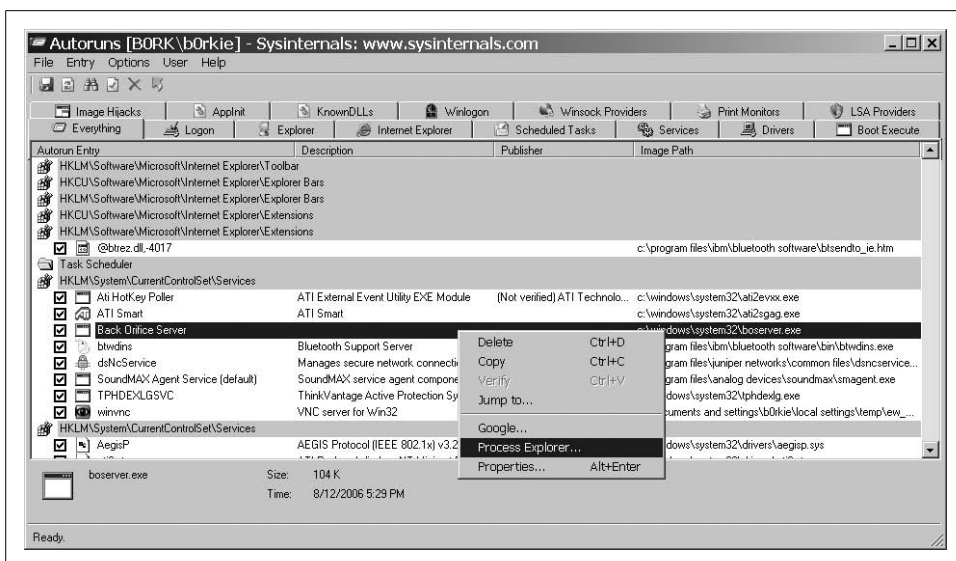 Autoruns [B0RK\b0rkie] - Sysinternals: www.sysinternals.com
File Entry Options User Help
Image Hijacks AppInit KnownDLLs Winlogon Winsock Providers Print Monitors LSA Providers
Everything Logon Explorer Internet Explorer Scheduled Tasks Services Drivers Boot Execute
Autorun Entry Description Publisher Image Path
HKLM\Software\Microsoft\Internet Explorer\Toolbar
HKCU\Software\Microsoft\Internet Explorer\Explorer Bars
HKLM\Software\Microsoft\Internet Explorer\Explorer Bars
HKCU\Software\Microsoft\Internet Explorer\Extensions
HKLM\Software\Microsoft\Internet Explorer\Extensions
@btrez.dll,-4017 c:\program files\ibm\bluetooth software\btsendto_ie.htm
Task Scheduler
HKLM\System\CurrentControlSet\Services
Ati HotKey Poller ATI External Event Utility EXE Module (Not verified) ATI Technolo... c:\windows\system32\ati2evxx.exe
ATI Smart ATI Smart c:\windows\system32\ati2sgag.exe
Back Orifice Server c:\windows\system32\boserver.exe
btwdins Bluetooth Support Server gram files\ibm\bluetooth software\bin\btwdins.exe
dsNcService Manages secure network connecti gram files\juniper networks\common files\dsncservice...
SoundMAX Agent Service (default) SoundMAX service agent compone gram files\analog devices\soundmax\smagent.exe
TPHDEXLGSVC ThinkVantage Active Protection Sy dows\system32\tphdexlg.exe
winvnc VNC server for Win32 cuments and settings\b0rkie\local settings\temp\ew_...
HKLM\System\CurrentControlSet\Services
AegisP AEGIS Protocol (IEEE 802.1x) v3.2 dows\system32\drivers\aegisp.sys
Delete Ctrl+D
Copy Ctrl+C
Verify Ctrl+V
Jump to...
Google...
Process Explorer...
Properties... Alt+Enter
boserver.exe Size: 104 K
Time: 8/12/2006 5:29 PM
Ready.